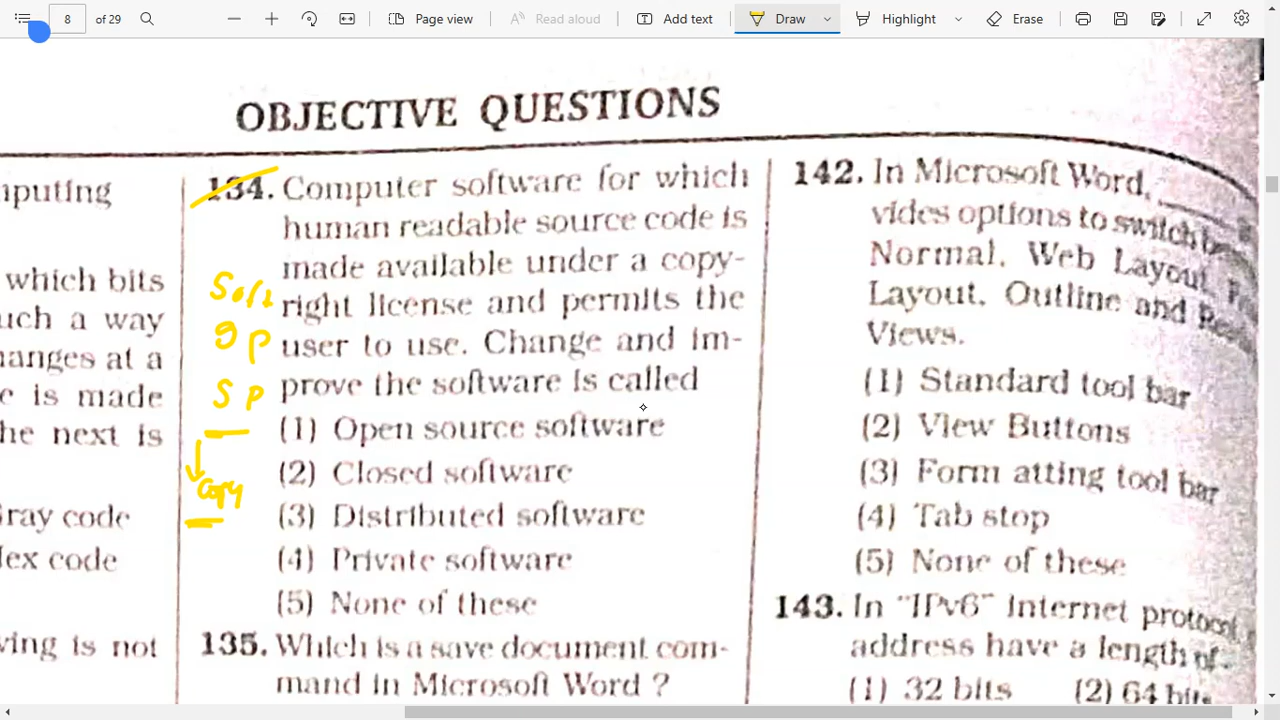 8 of 29 Page view Read aloud Add text Draw Highlight Erase
OBJECTIVE QUESTIONS
mputing
which bits
uch a way
hanges at a
e is made
he next is
Gray code
Hex code
ving is not
134. Computer software for which
human readable source code is
made available under a copy-
right license and permits the
user to use. Change and im-
prove the software is called
(1) Open source software
(2) Closed software
(3) Distributed software
(4) Private software
(5) None of these
135. Which is a save document com-
mand in Microsoft Word ?
Soft
op
sp
copy
142. In Microsoft Word,
vides options to switch
Normal. Web Layout,
Layout. Outline and
Views.
(1) Standard tool bar
(2) View Buttons
(3) Form atting tool bar
(4) Tab stop
(5) None of these
143. In "IPv6" internet protocol
address have a length of
(1) 32 bits (2) 64 bits